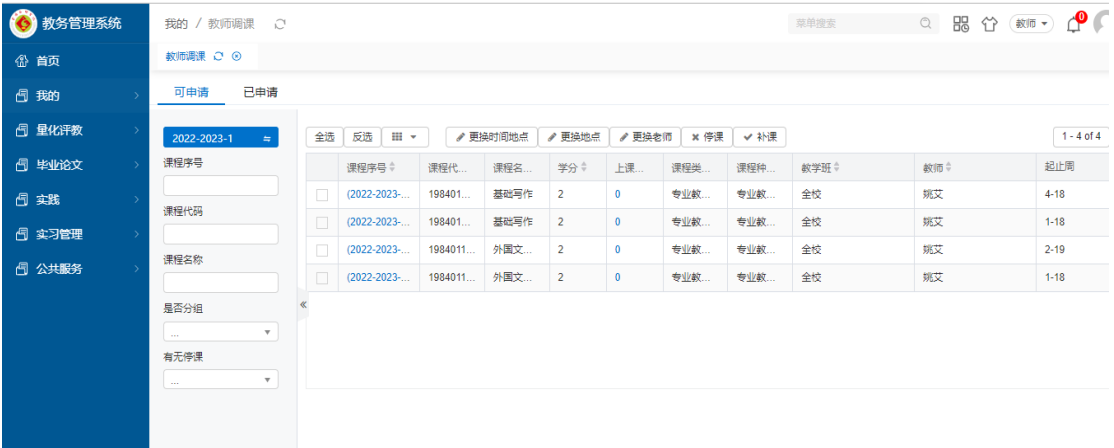 教务管理系统
我的 / 教师调课
菜单搜索
教师
0
首页
我的
量化评教
毕业论文
实践
实习管理
公共服务
教师调课
可申请 已申请
2022-2023-1
课程序号
课程代码
课程名称
是否分组
...
有无停课
...
全选 反选 更换时间地点 更换地点 更换老师 停课 补课 1 - 4 of 4
课程序号 课程代... 课程名... 学分 上课... 课程类... 课程种... 教学班 教师 起止周
(2022-2023-... 198401... 基础写作 2 0 专业教... 专业教... 全校 姚艾 4-18
(2022-2023-... 198401... 基础写作 2 0 专业教... 专业教... 全校 姚艾 1-18
(2022-2023-... 1984011... 外国文... 2 0 专业教... 专业教... 全校 姚艾 2-19
(2022-2023-... 1984011... 外国文... 2 0 专业教... 专业教... 全校 姚艾 1-18